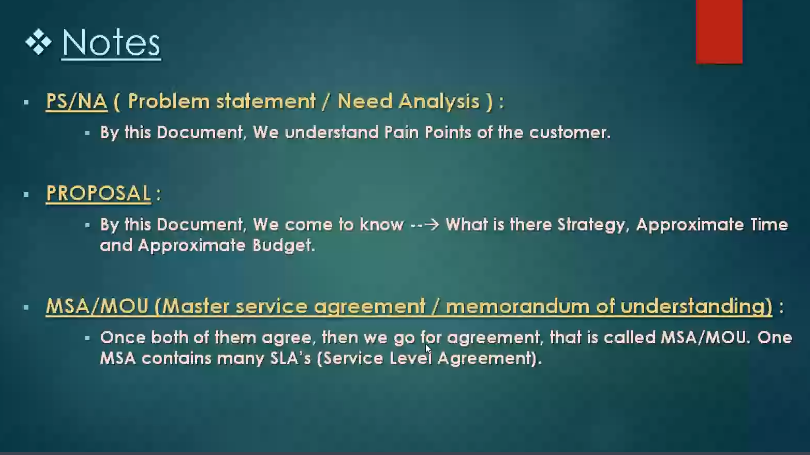 ❖ Notes
▪ PS/NA ( Problem statement / Need Analysis ) :
▪ By this Document, We understand Pain Points of the customer.
▪ PROPOSAL :
▪ By this Document, We come to know --→ What is there Strategy, Approximate Time
and Approximate Budget.
▪ MSA/MOU (Master service agreement / memorandum of understanding) :
▪ Once both of them agree, then we go for agreement, that is called MSA/MOU. One
MSA contains many SLA's (Service Level Agreement).